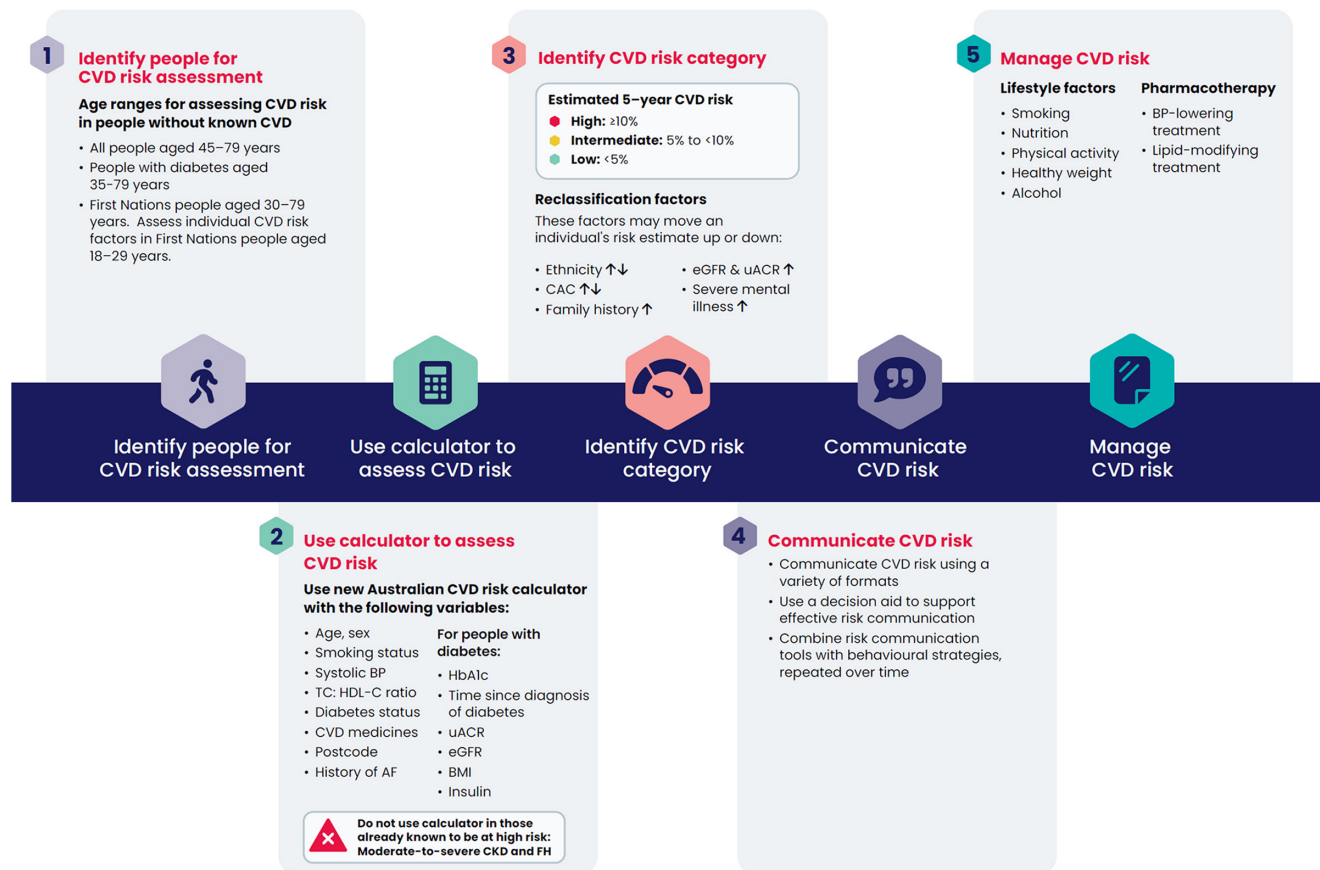 1
Identify people for
CVD risk assessment
Age ranges for assessing CVD risk
in people without known CVD
• All people aged 45–79 years
• People with diabetes aged
35-79 years
• First Nations people aged 30–79
years. Assess individual CVD risk
factors in First Nations people aged
18–29 years.
3
Identify CVD risk category
Estimated 5–year CVD risk
High: ≥10%
Intermediate: 5% to <10%
Low: <5%
Reclassification factors
These factors may move an
individual's risk estimate up or down:
• Ethnicity ↑↓
• CAC ↑↓
• Family history ↑
• eGFR & uACR ↑
• Severe mental
illness ↑
5
Manage CVD risk
Lifestyle factors
• Smoking
• Nutrition
• Physical activity
• Healthy weight
• Alcohol
Pharmacotherapy
• BP-lowering
treatment
• Lipid-modifying
treatment
Identify people for
CVD risk assessment
Use calculator to
assess CVD risk
Identify CVD risk
category
Communicate
CVD risk
Manage
CVD risk
2
Use calculator to assess
CVD risk
Use new Australian CVD risk calculator
with the following variables:
• Age, sex
• Smoking status
• Systolic BP
• TC: HDL-C ratio
• Diabetes status
• CVD medicines
• Postcode
• History of AF
For people with
diabetes:
• HbA1c
• Time since diagnosis
of diabetes
• uACR
• eGFR
• BMI
• Insulin
Do not use calculator in those
already known to be at high risk:
Moderate-to-severe CKD and FH
4
Communicate CVD risk
• Communicate CVD risk using a
variety of formats
• Use a decision aid to support
effective risk communication
• Combine risk communication
tools with behavioural strategies,
repeated over time